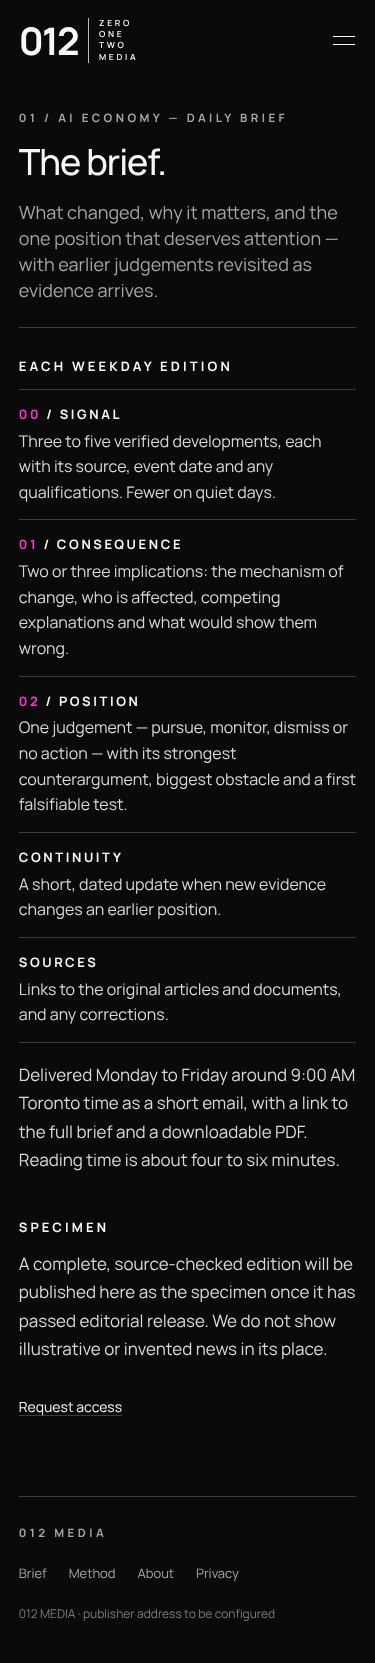 012
ZERO
ONE
TWO
MEDIA
01 / AI ECONOMY — DAILY BRIEF
The brief.
What changed, why it matters, and the
one position that deserves attention —
with earlier judgements revisited as
evidence arrives.
EACH WEEKDAY EDITION
00 / SIGNAL
Three to five verified developments, each
with its source, event date and any
qualifications. Fewer on quiet days.
01 / CONSEQUENCE
Two or three implications: the mechanism of
change, who is affected, competing
explanations and what would show them
wrong.
02 / POSITION
One judgement — pursue, monitor, dismiss or
no action — with its strongest
counterargument, biggest obstacle and a first
falsifiable test.
CONTINUITY
A short, dated update when new evidence
changes an earlier position.
SOURCES
Links to the original articles and documents,
and any corrections.
Delivered Monday to Friday around 9:00 AM
Toronto time as a short email, with a link to
the full brief and a downloadable PDF.
Reading time is about four to six minutes.
SPECIMEN
A complete, source-checked edition will be
published here as the specimen once it has
passed editorial release. We do not show
illustrative or invented news in its place.
Request access
012 MEDIA
Brief Method About Privacy
012 MEDIA · publisher address to be configured